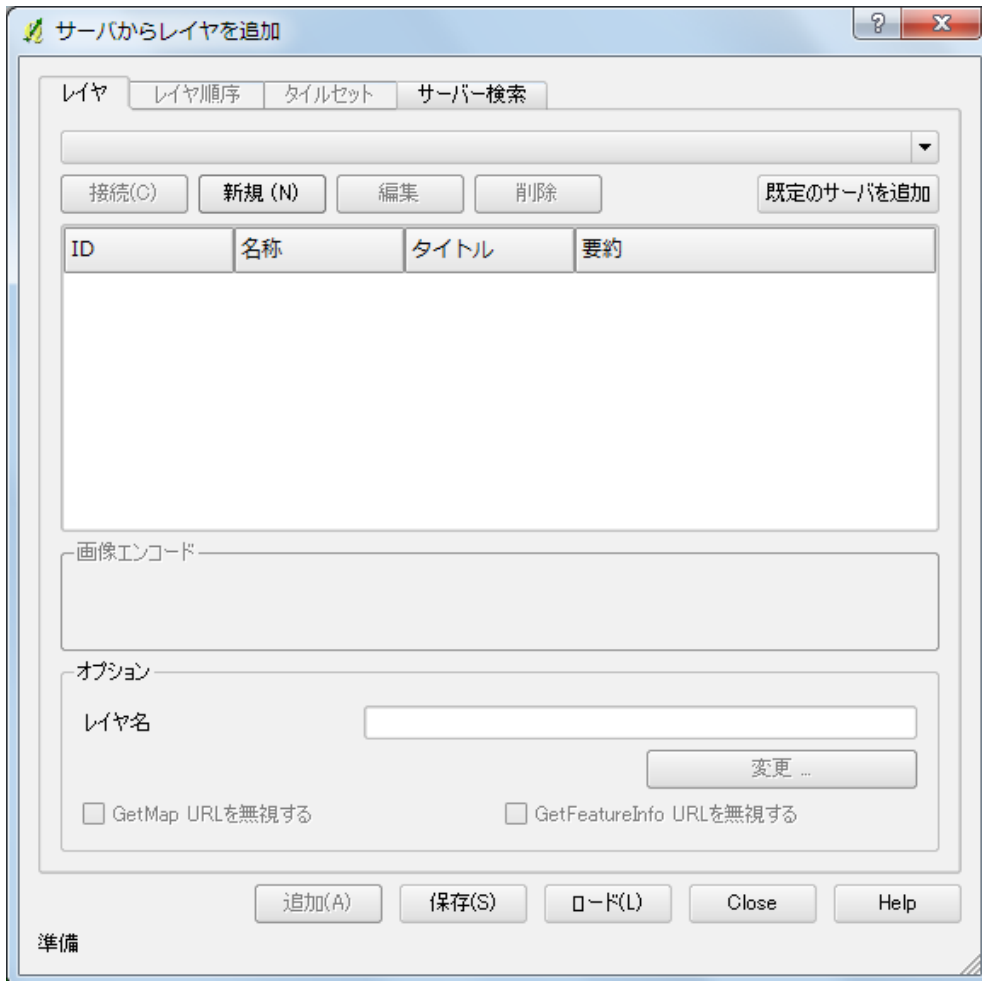 サーバからレイヤを追加
レイヤ レイヤ順序 タイルセット サーバー検索
接続(C) 新規 (N) 編集 削除 既定のサーバを追加
ID 名称 タイトル 要約
画像エンコード
オプション
レイヤ名
変更 ...
GetMap URLを無視する GetFeatureInfo URLを無視する
追加(A) 保存(S) ロード(L) Close Help
準備